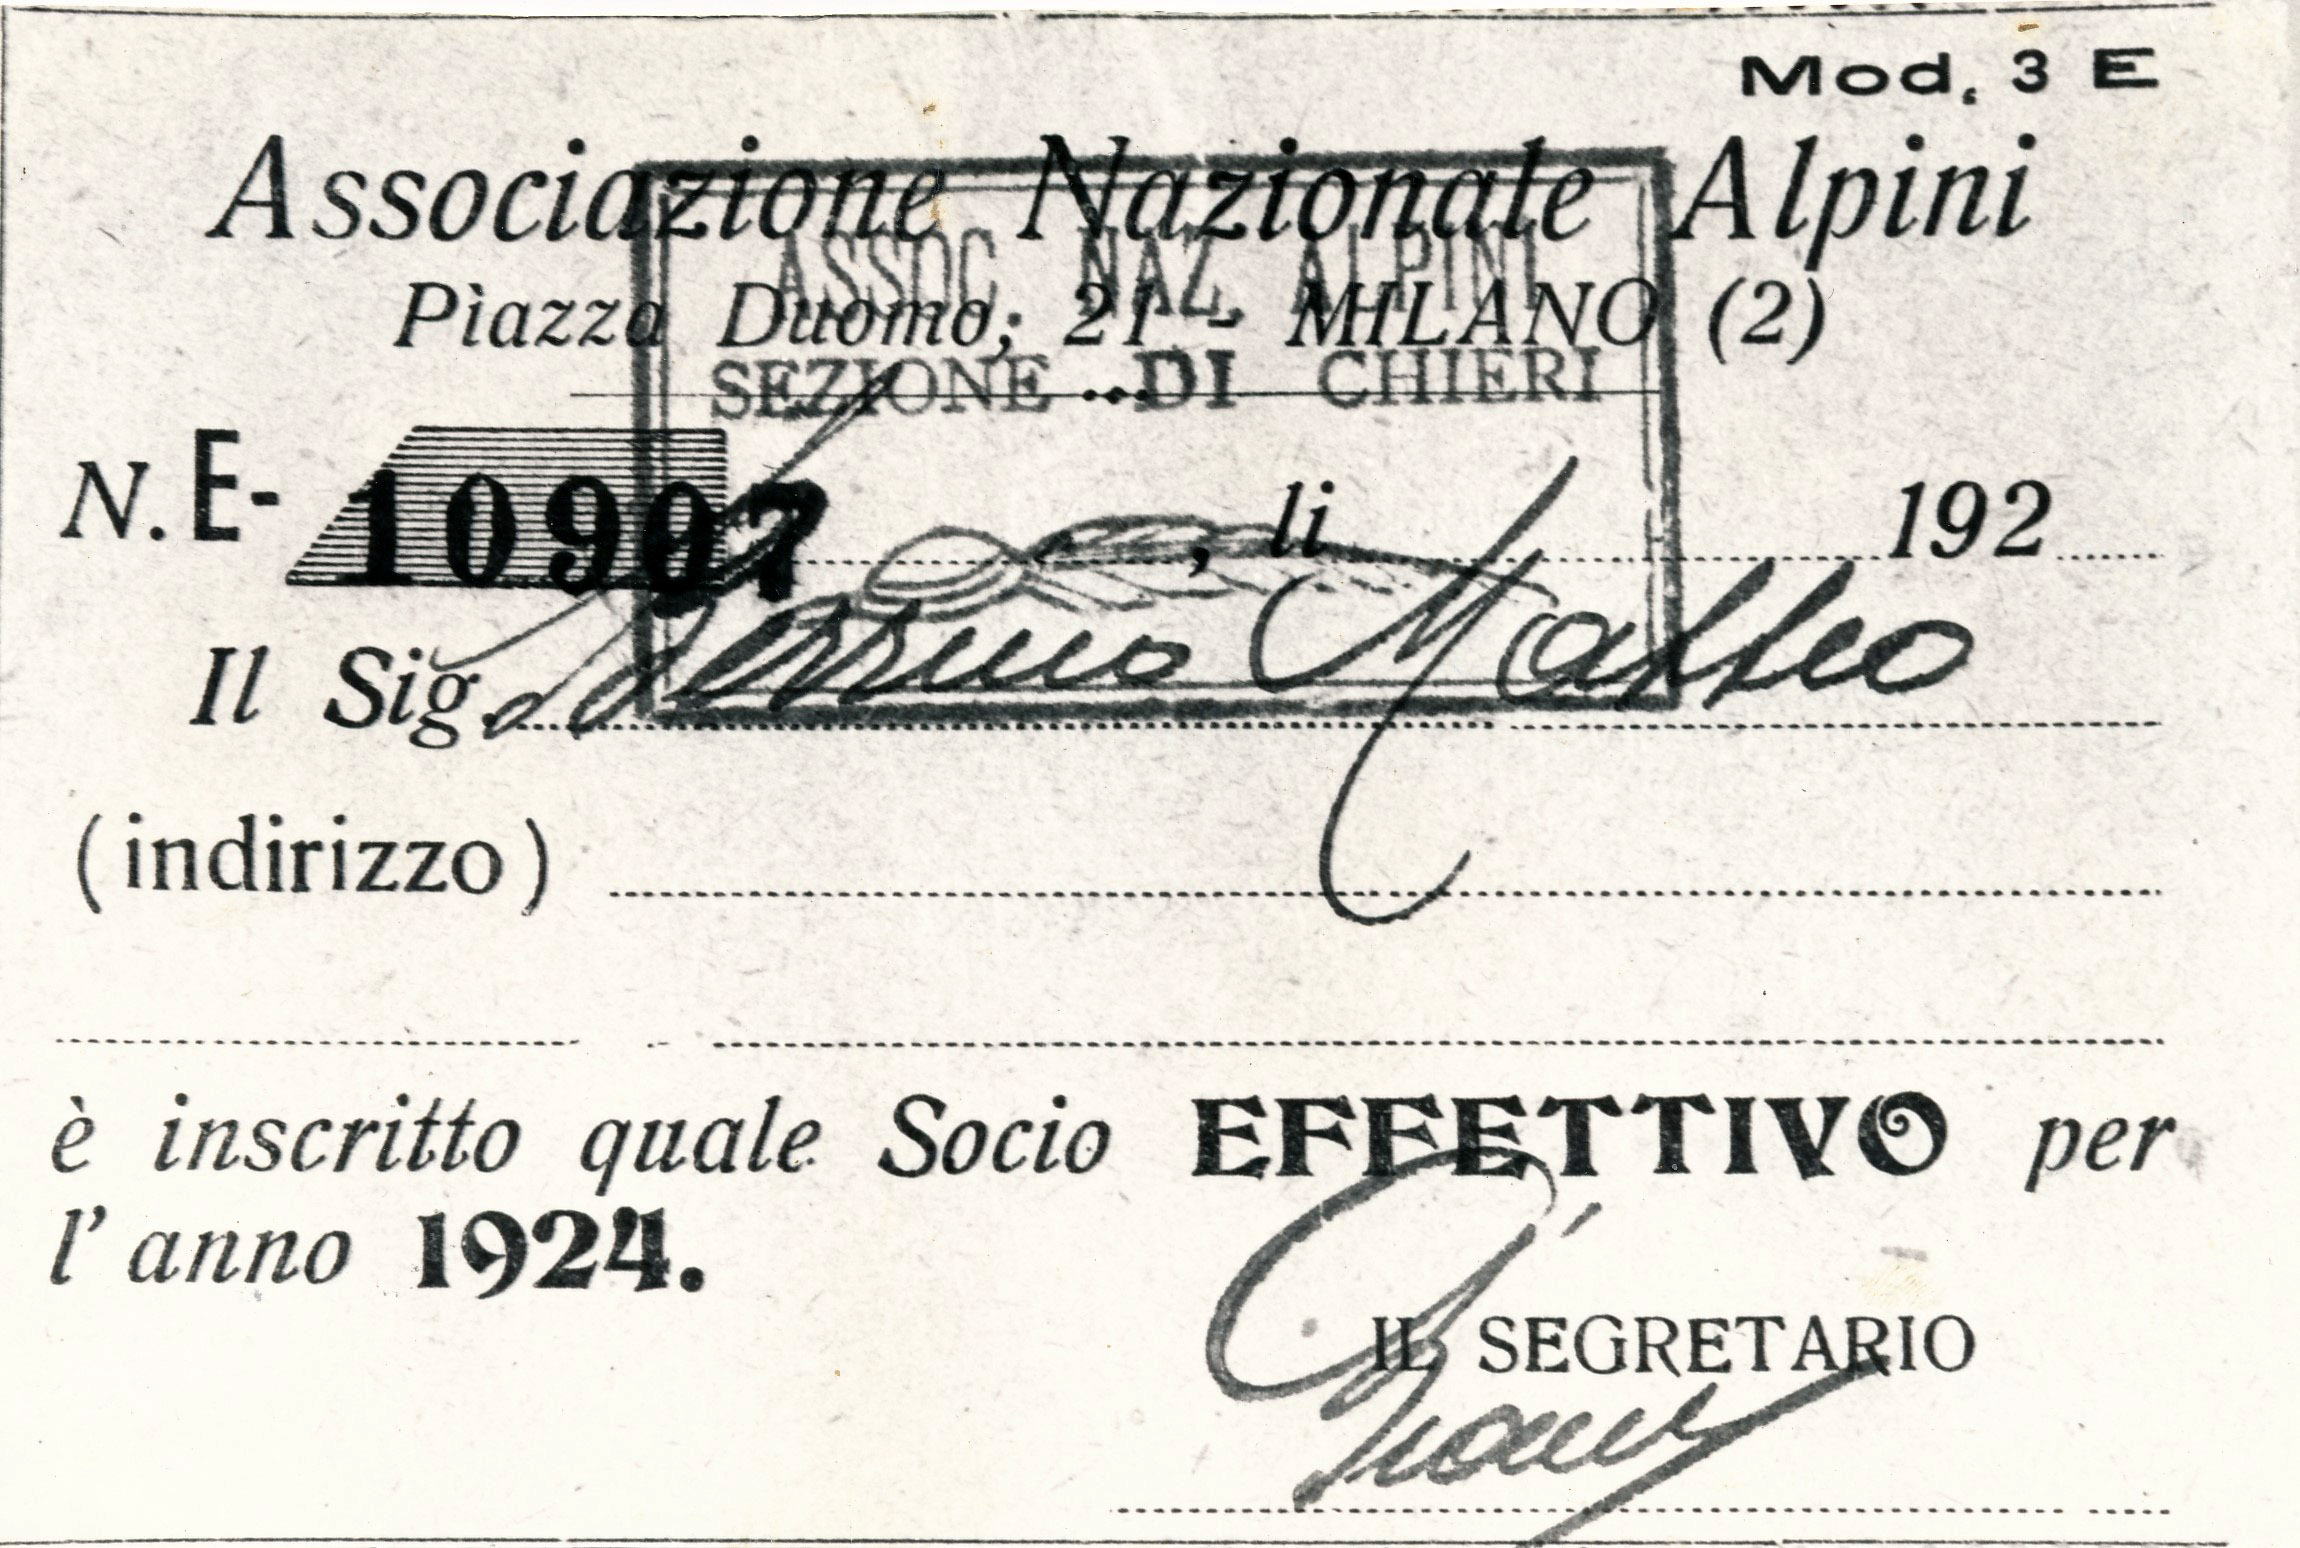 Mod. 3 E
Associazione Nazionale Alpini
ASSOC. NAZ. ALPINI
Piazza Duomo, 21 - MILANO (2)
SEZIONE DI CHIERI
N. E- 10907 , li 192
Il Sig. Matteo
(indirizzo)
è inscritto quale Socio EFFETTIVO per
l'anno 1924.
IL SEGRETARIO